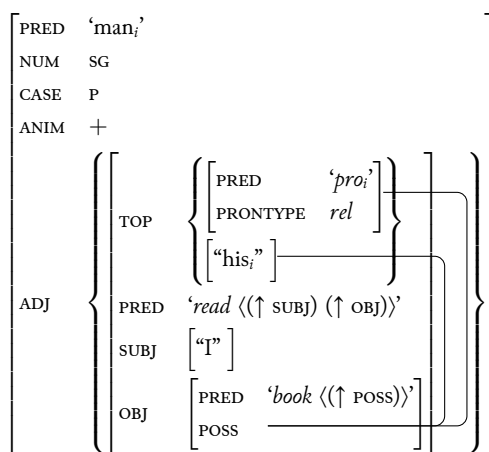 PRED ‘man_i’
NUM SG
CASE P
ANIM +
ADJ
TOP
PRED ‘pro_i’
PRONTYPE rel
[“his_i” ]
PRED ‘read ⟨(↑ SUBJ) (↑ OBJ)⟩’
SUBJ [“I” ]
OBJ
PRED ‘book ⟨(↑ POSS)⟩’
POSS